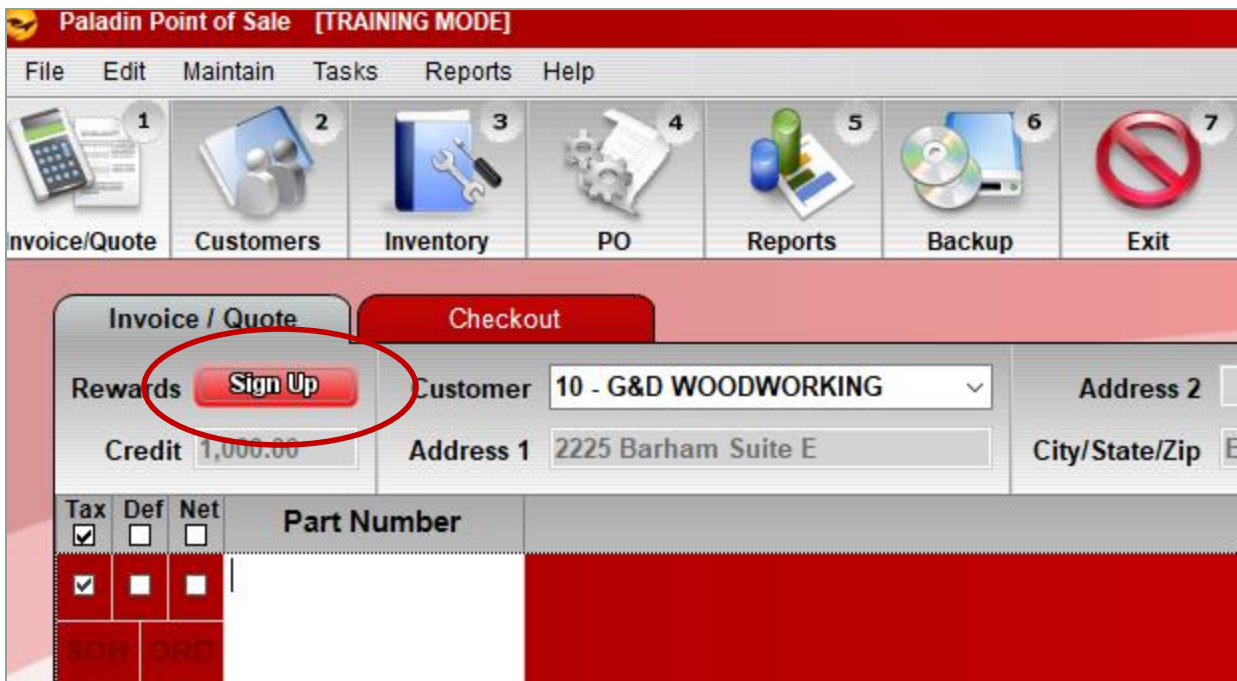 Paladin Point of Sale [TRAINING MODE]
File Edit Maintain Tasks Reports Help
1 2 3 4 5 6 7
nvoice/Quote Customers Inventory PO Reports Backup Exit
Invoice / Quote Checkout
Rewards Sign Up Customer 10 - G&D WOODWORKING Address 2
Credit 1,000.00 Address 1 2225 Barham Suite E City/State/Zip E
Tax Def Net Part Number
SOH ORD